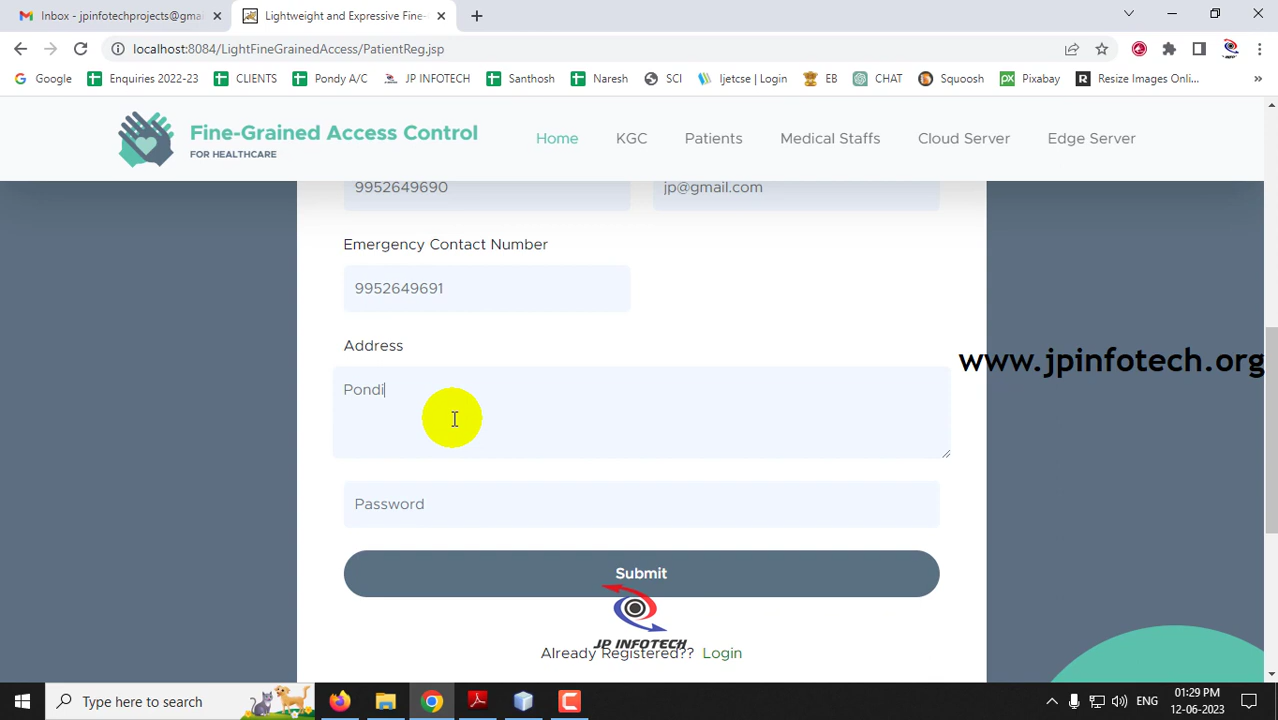 Inbox - jpinfotechprojects@gmai
Lightweight and Expressive Fine-
localhost:8084/LightFineGrainedAccess/PatientReg.jsp
Google
Enquiries 2022-23
CLIENTS
Pondy A/C
JP INFOTECH
Santhosh
Naresh
SCI
Ijetcse | Login
EB
CHAT
Squoosh
Pixabay
Resize Images Onli...
»
Fine-Grained Access Control
FOR HEALTHCARE
Home
KGC
Patients
Medical Staffs
Cloud Server
Edge Server
9952649690
jp@gmail.com
Emergency Contact Number
9952649691
Address
www.jpinfotech.org
Pondi
Password
Submit
JP INFOTECH
Already Registered?? Login
Type here to search
ENG
01:29 PM
12-06-2023